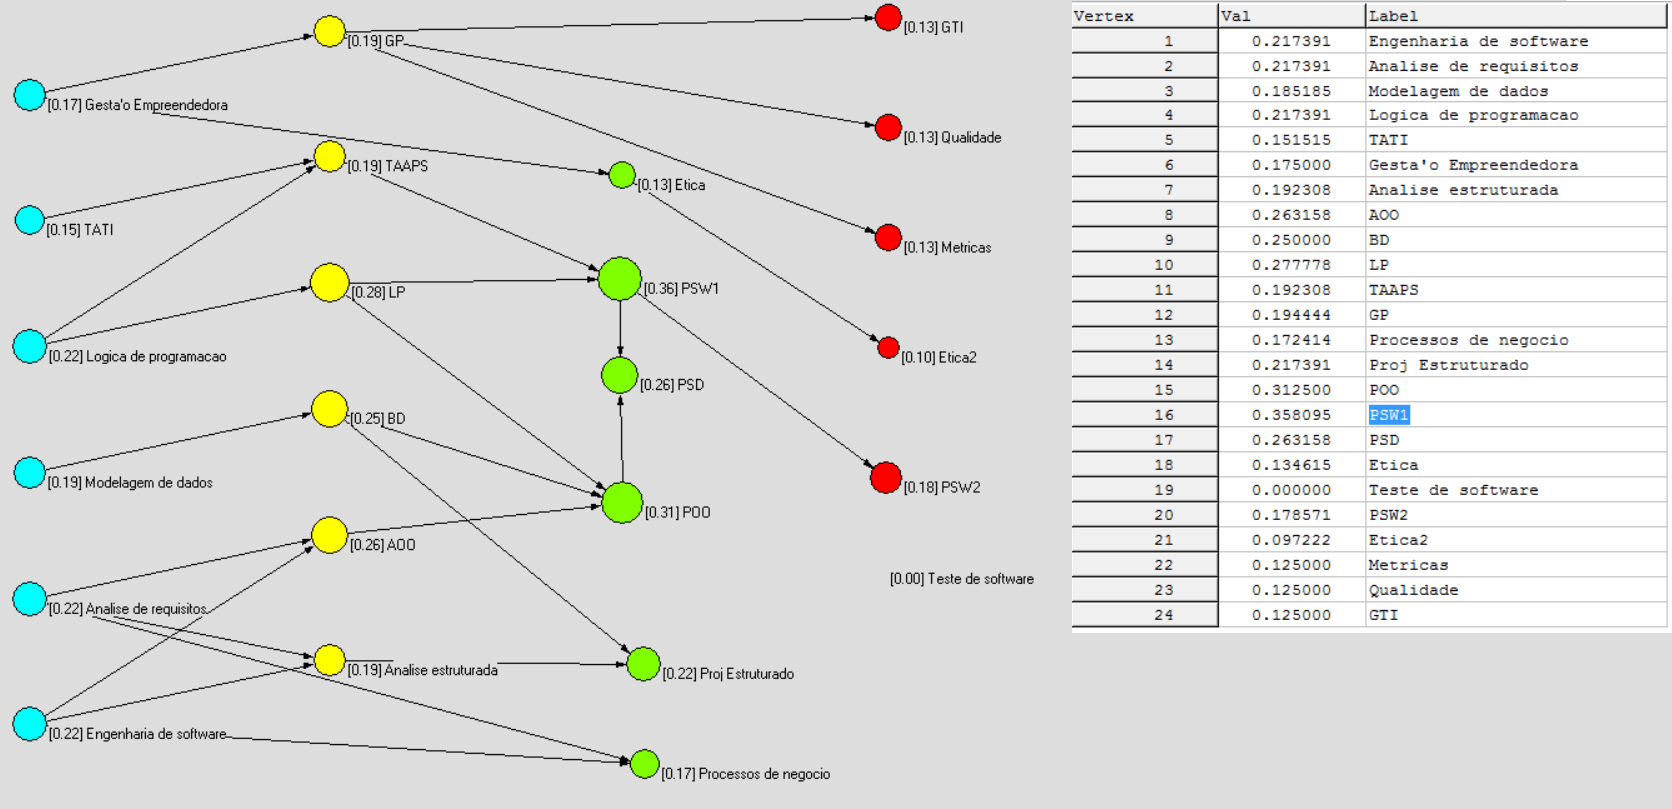 [0.19] GP
[0.13] GTI
[0.17] Gesta'o Empreendedora
[0.13] Qualidade
[0.19] TAAPS
[0.13] Etica
[0.15] TATI
[0.13] Metricas
[0.28] LP
[0.36] PSW1
[0.22] Logica de programacao
[0.10] Etica2
[0.26] PSD
[0.25] BD
[0.19] Modelagem de dados
[0.18] PSW2
[0.31] POO
[0.26] AOO
[0.00] Teste de software
[0.22] Analise de requisitos
[0.19] Analise estruturada
[0.22] Proj Estruturado
[0.22] Engenharia de software
[0.17] Processos de negocio
Vertex Val Label
1 0.217391 Engenharia de software
2 0.217391 Analise de requisitos
3 0.185185 Modelagem de dados
4 0.217391 Logica de programacao
5 0.151515 TATI
6 0.175000 Gesta'o Empreendedora
7 0.192308 Analise estruturada
8 0.263158 AOO
9 0.250000 BD
10 0.277778 LP
11 0.192308 TAAPS
12 0.194444 GP
13 0.172414 Processos de negocio
14 0.217391 Proj Estruturado
15 0.312500 POO
16 0.358095 PSW1
17 0.263158 PSD
18 0.134615 Etica
19 0.000000 Teste de software
20 0.178571 PSW2
21 0.097222 Etica2
22 0.125000 Metricas
23 0.125000 Qualidade
24 0.125000 GTI